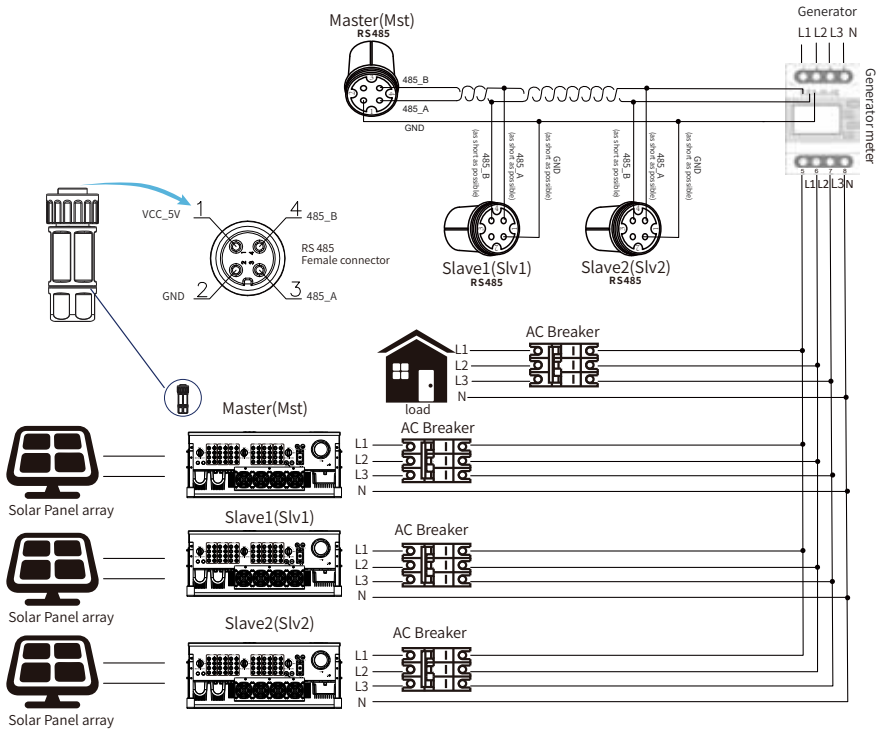 Master(Mst)
RS485
Generator
L1 L2 L3 N
Generator meter
485_B
485_A
GND
485_B
(as short as possible)
485_A
(as short as possible)
GND
(as short as possible)
485_B
(as short as possible)
485_A
(as short as possible)
GND
(as short as possible)
5 6 7 8
L1 L2 L3 N
VCC_5V
1
4
485_B
RS 485
Female connector
GND
2
3
485_A
1 4
2 3
Slave1(Slv1)
RS485
Slave2(Slv2)
RS485
AC Breaker
L1
L2
L3
N
load
Master(Mst)
AC Breaker
L1
L2
L3
N
Solar Panel array
Slave1(Slv1)
AC Breaker
L1
L2
L3
N
Solar Panel array
Slave2(Slv2)
AC Breaker
L1
L2
L3
N
Solar Panel array